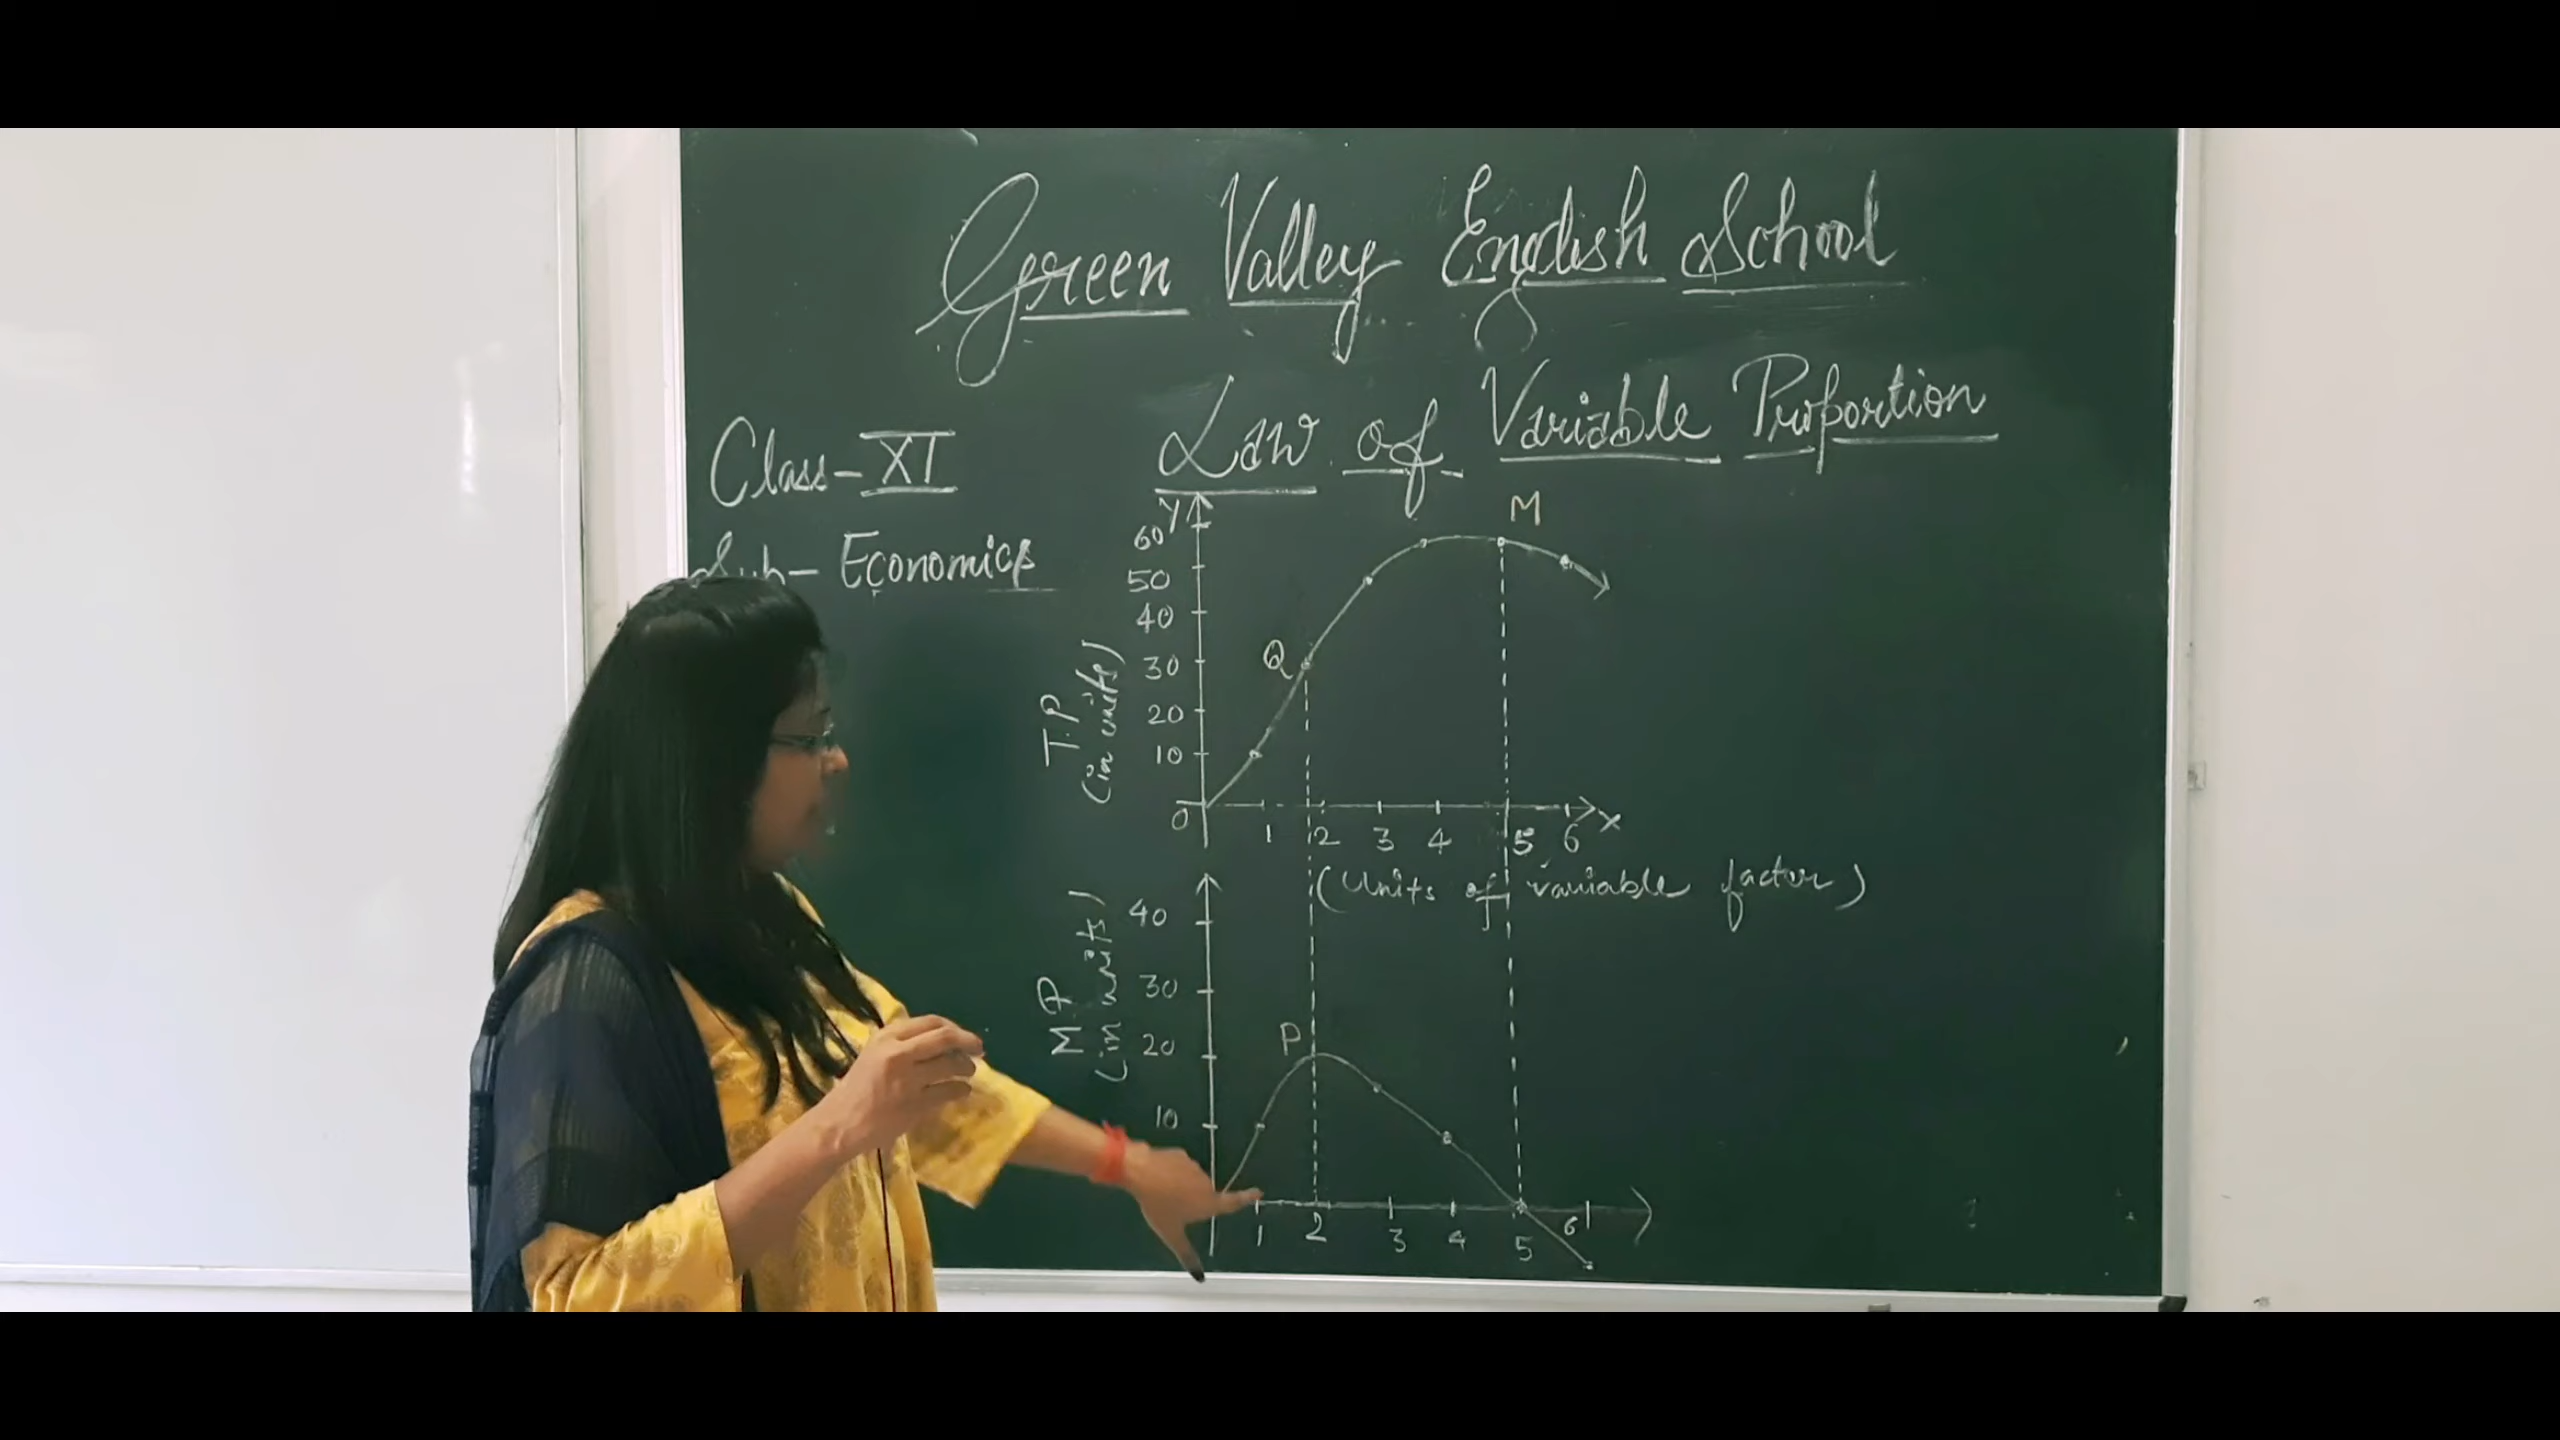 Green Valley English School
Law of Variable Proportion
Class - XI
Sub - Economics
Y
M
60
50
40
Q
30
20
10
T.P
(in units)
0
1 2 3 4 5 6 X
(Units of variable factor)
40
30
P
20
10
MP
(in units)
1 2 3 4 5 6